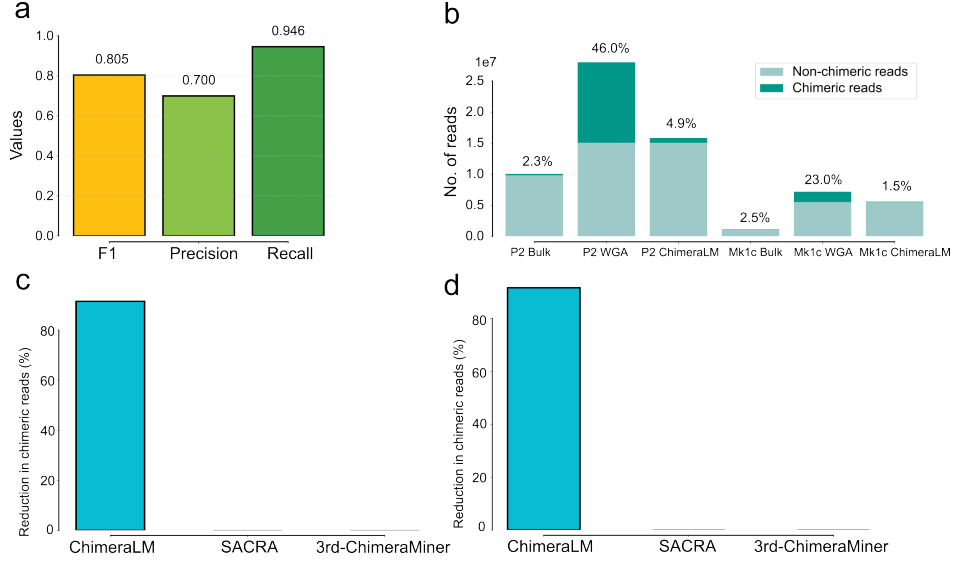 a
1.0
0.8
0.6
0.4
0.2
0.0
Values
0.805
0.700
0.946
F1 Precision Recall
b
1e7
2.5
2.0
1.5
1.0
0.5
0.0
No. of reads
2.3%
46.0%
4.9%
2.5%
23.0%
1.5%
Non-chimeric reads
Chimeric reads
P2 Bulk P2 WGA P2 ChimeraLM Mk1c Bulk Mk1c WGA Mk1c ChimeraLM
c
80
60
40
20
0
Reduction in chimeric reads (%)
ChimeraLM SACRA 3rd-ChimeraMiner
d
80
60
40
20
0
Reduction in chimeric reads (%)
ChimeraLM SACRA 3rd-ChimeraMiner